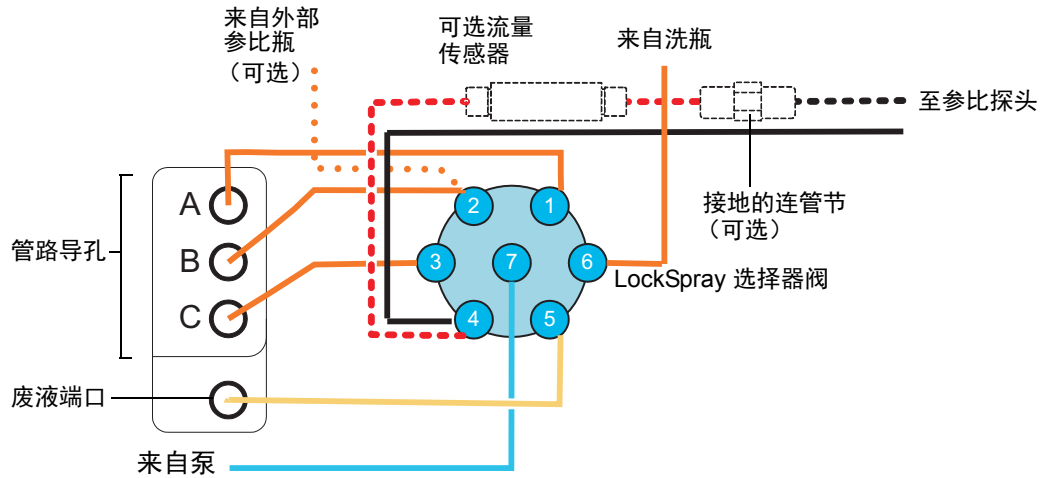 来自外部
参比瓶
（可选）
可选流量
传感器
来自洗瓶
至参比探头
接地的连管节
（可选）
管路导孔
A
B
C
2
1
3
7
6
4
5
LockSpray 选择器阀
废液端口
来自泵